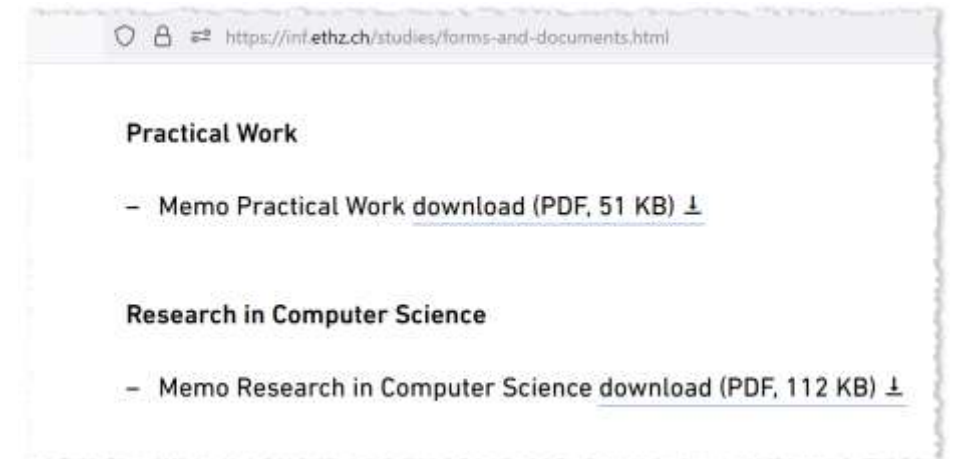 https://inf.ethz.ch/studies/forms-and-documents.html
Practical Work
– Memo Practical Work download (PDF, 51 KB)
Research in Computer Science
– Memo Research in Computer Science download (PDF, 112 KB)